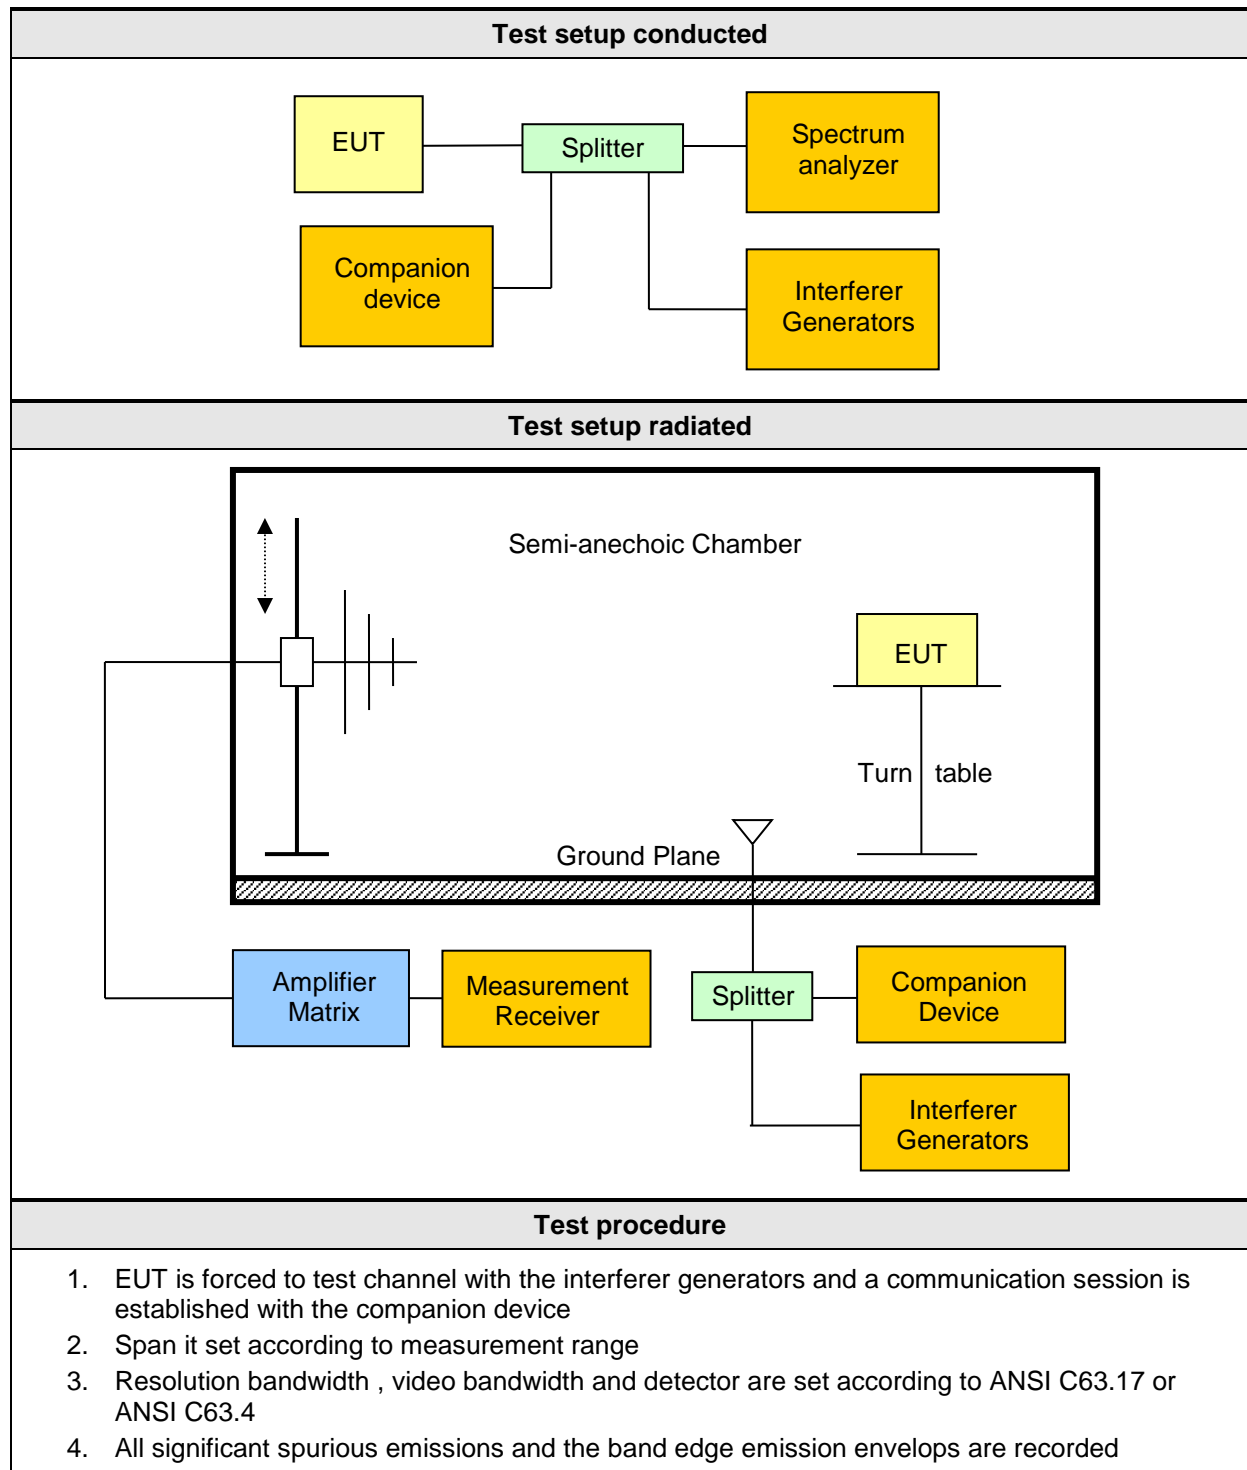 Test setup conducted
EUT
Splitter
Spectrum
analyzer
Companion
device
Interferer
Generators
Test setup radiated
Semi-anechoic Chamber
EUT
Turn table
Ground Plane
Amplifier
Matrix
Measurement
Receiver
Splitter
Companion
Device
Interferer
Generators
Test procedure
1. EUT is forced to test channel with the interferer generators and a communication session is
established with the companion device
2. Span it set according to measurement range
3. Resolution bandwidth , video bandwidth and detector are set according to ANSI C63.17 or
ANSI C63.4
4. All significant spurious emissions and the band edge emission envelops are recorded